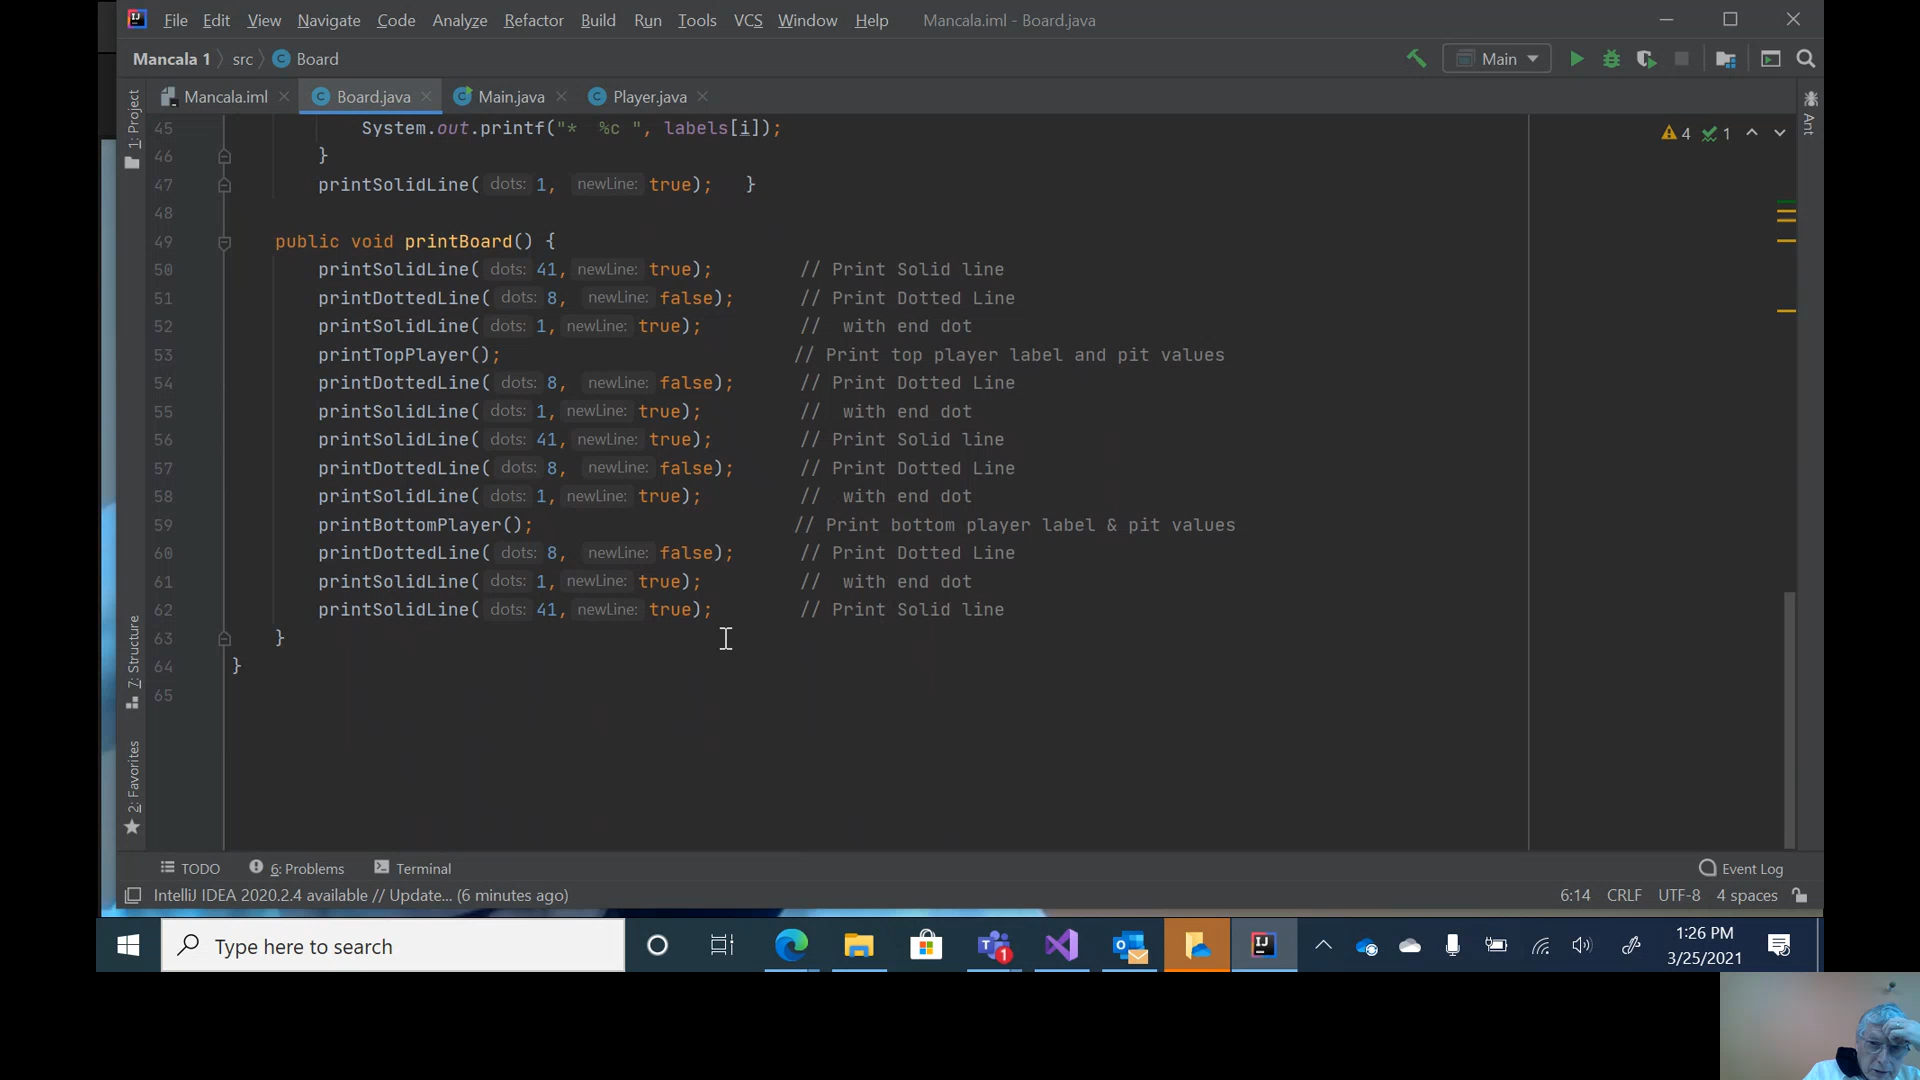 File Edit View Navigate Code Analyze Refactor Build Run Tools VCS Window Help Mancala.iml - Board.java
Mancala 1 src Board Main
Mancala.iml Board.java Main.java Player.java
1: Project
Ant
4 1
45 System.out.printf("*  %c ", labels[i]);
46 }
47 printSolidLine( dots: 1, newLine: true); }
48
49 public void printBoard() {
50 printSolidLine( dots: 41, newLine: true); // Print Solid line
51 printDottedLine( dots: 8, newLine: false); // Print Dotted Line
52 printSolidLine( dots: 1, newLine: true); //  with end dot
53 printTopPlayer(); // Print top player label and pit values
54 printDottedLine( dots: 8, newLine: false); // Print Dotted Line
55 printSolidLine( dots: 1, newLine: true); //  with end dot
56 printSolidLine( dots: 41, newLine: true); // Print Solid line
57 printDottedLine( dots: 8, newLine: false); // Print Dotted Line
58 printSolidLine( dots: 1, newLine: true); //  with end dot
59 printBottomPlayer(); // Print bottom player label & pit values
60 printDottedLine( dots: 8, newLine: false); // Print Dotted Line
61 printSolidLine( dots: 1, newLine: true); //  with end dot
62 printSolidLine( dots: 41, newLine: true); // Print Solid line
63 }
64 }
65
7: Structure
2: Favorites
TODO 6: Problems Terminal Event Log
IntelliJ IDEA 2020.2.4 available // Update... (6 minutes ago) 6:14 CRLF UTF-8 4 spaces
Type here to search
1
IJ
1:26 PM
3/25/2021